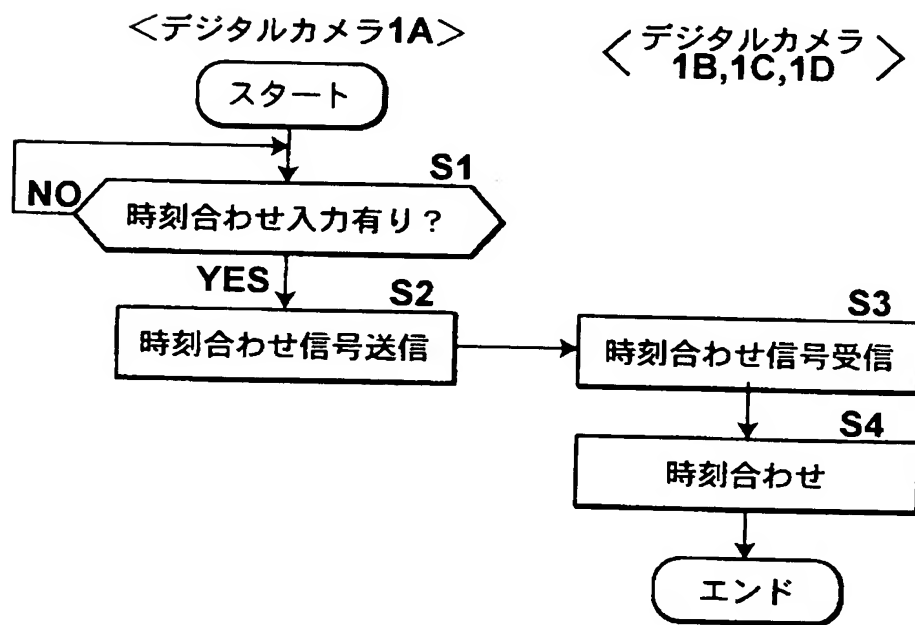 ＜デジタルカメラ1A＞
＜デジタルカメラ
1B,1C,1D＞
スタート
S1
NO
時刻合わせ入力有り？
YES
S2
時刻合わせ信号送信
S3
時刻合わせ信号受信
S4
時刻合わせ
エンド